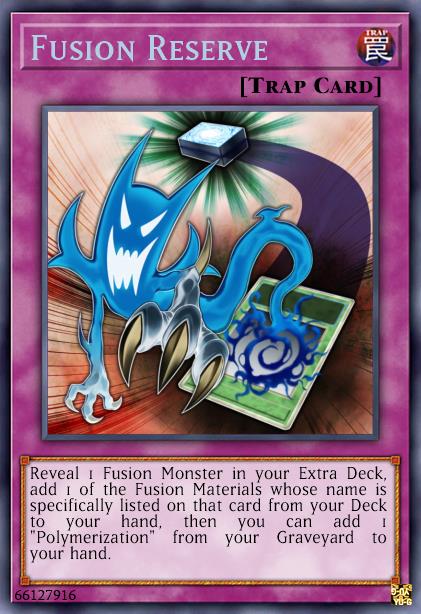 Fusion Reserve
TRAP
罠
[Trap Card]
Reveal 1 Fusion Monster in your Extra Deck,
add 1 of the Fusion Materials whose name is
specifically listed on that card from your Deck
to your hand, then you can add 1
"Polymerization" from your Graveyard to
your hand.
66127916